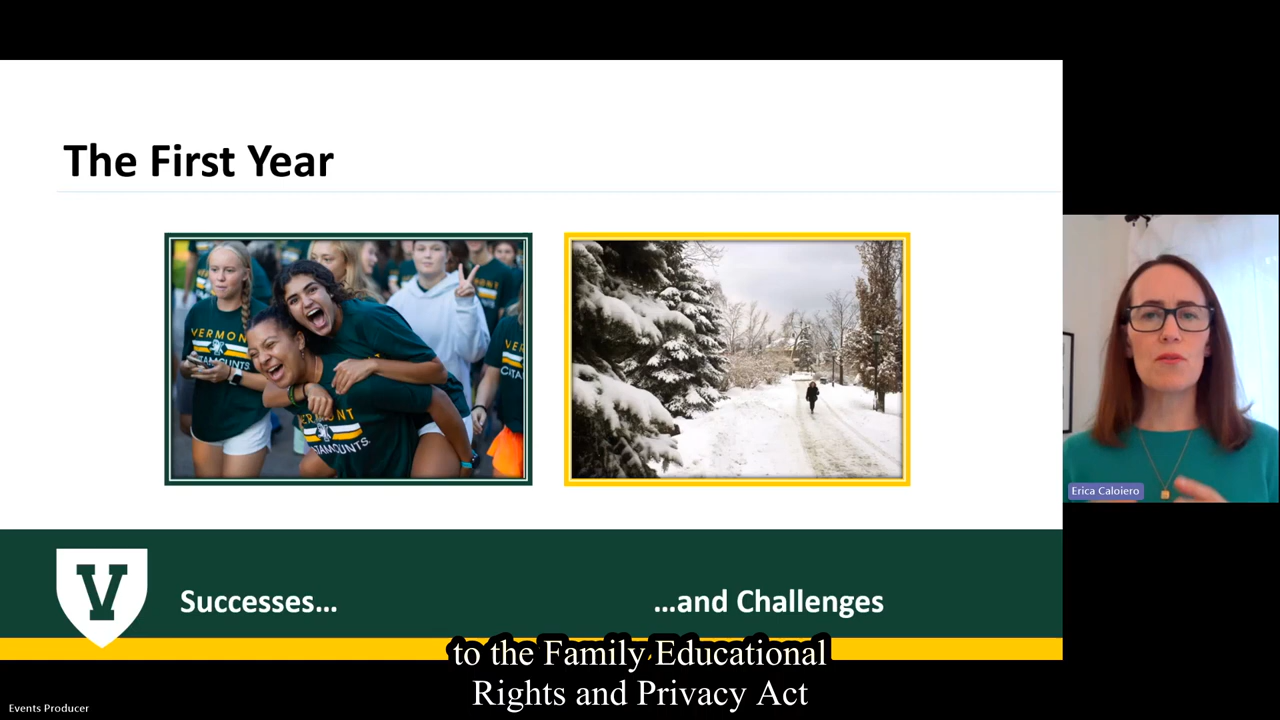 The First Year
VERMONT
CATAMOUNTS
VERMONT
CATAMOUNTS
V
Successes…
…and Challenges
Erica Caloiero
to the Family Educational
Rights and Privacy Act
Events Producer